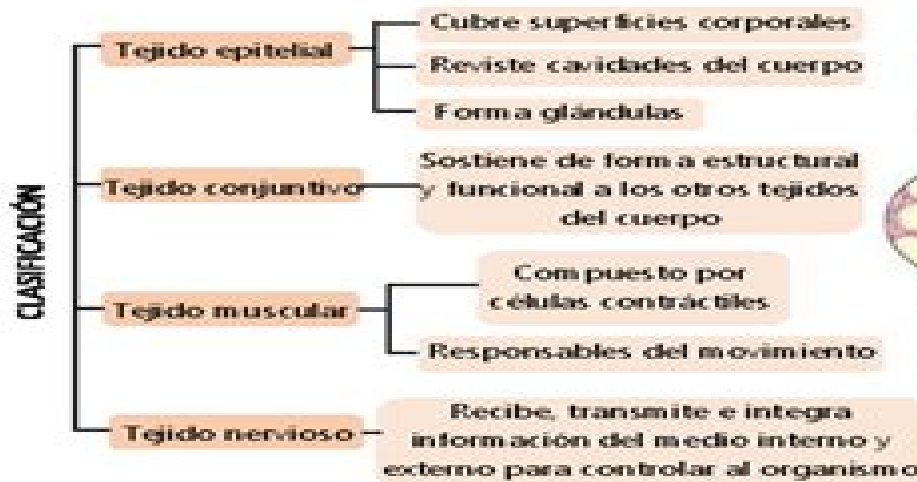 CLASIFICACIÓN
Tejido epitelial
Cubre superficies corporales
Reviste cavidades del cuerpo
Forma glándulas
Tejido conjuntivo
Sostiene de forma estructural
y funcional a los otros tejidos
del cuerpo
Tejido muscular
Compuesto por
células contráctiles
Responsables del movimiento
Tejido nervioso
Recibe, transmite e integra
información del medio interno y
externo para controlar al organismo